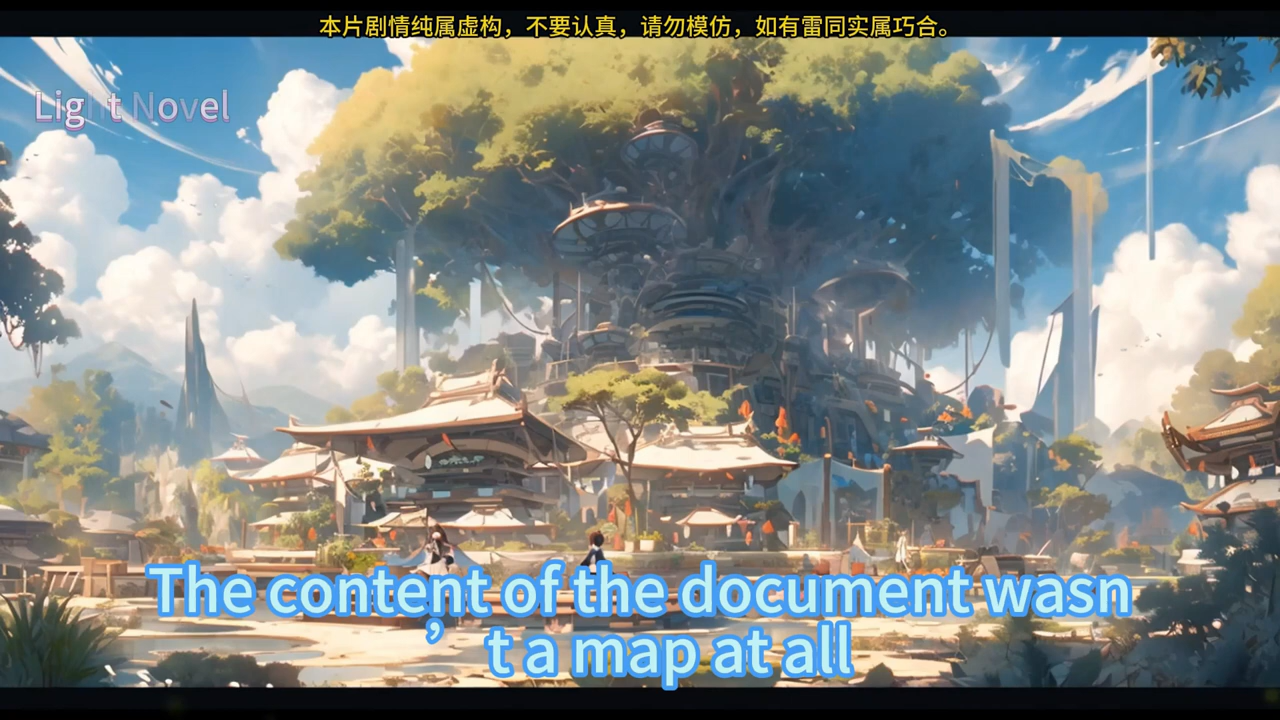 本片剧情纯属虚构，不要认真，请勿模仿，如有雷同实属巧合。
Light Novel
The content of the document wasn
’ t a map at all